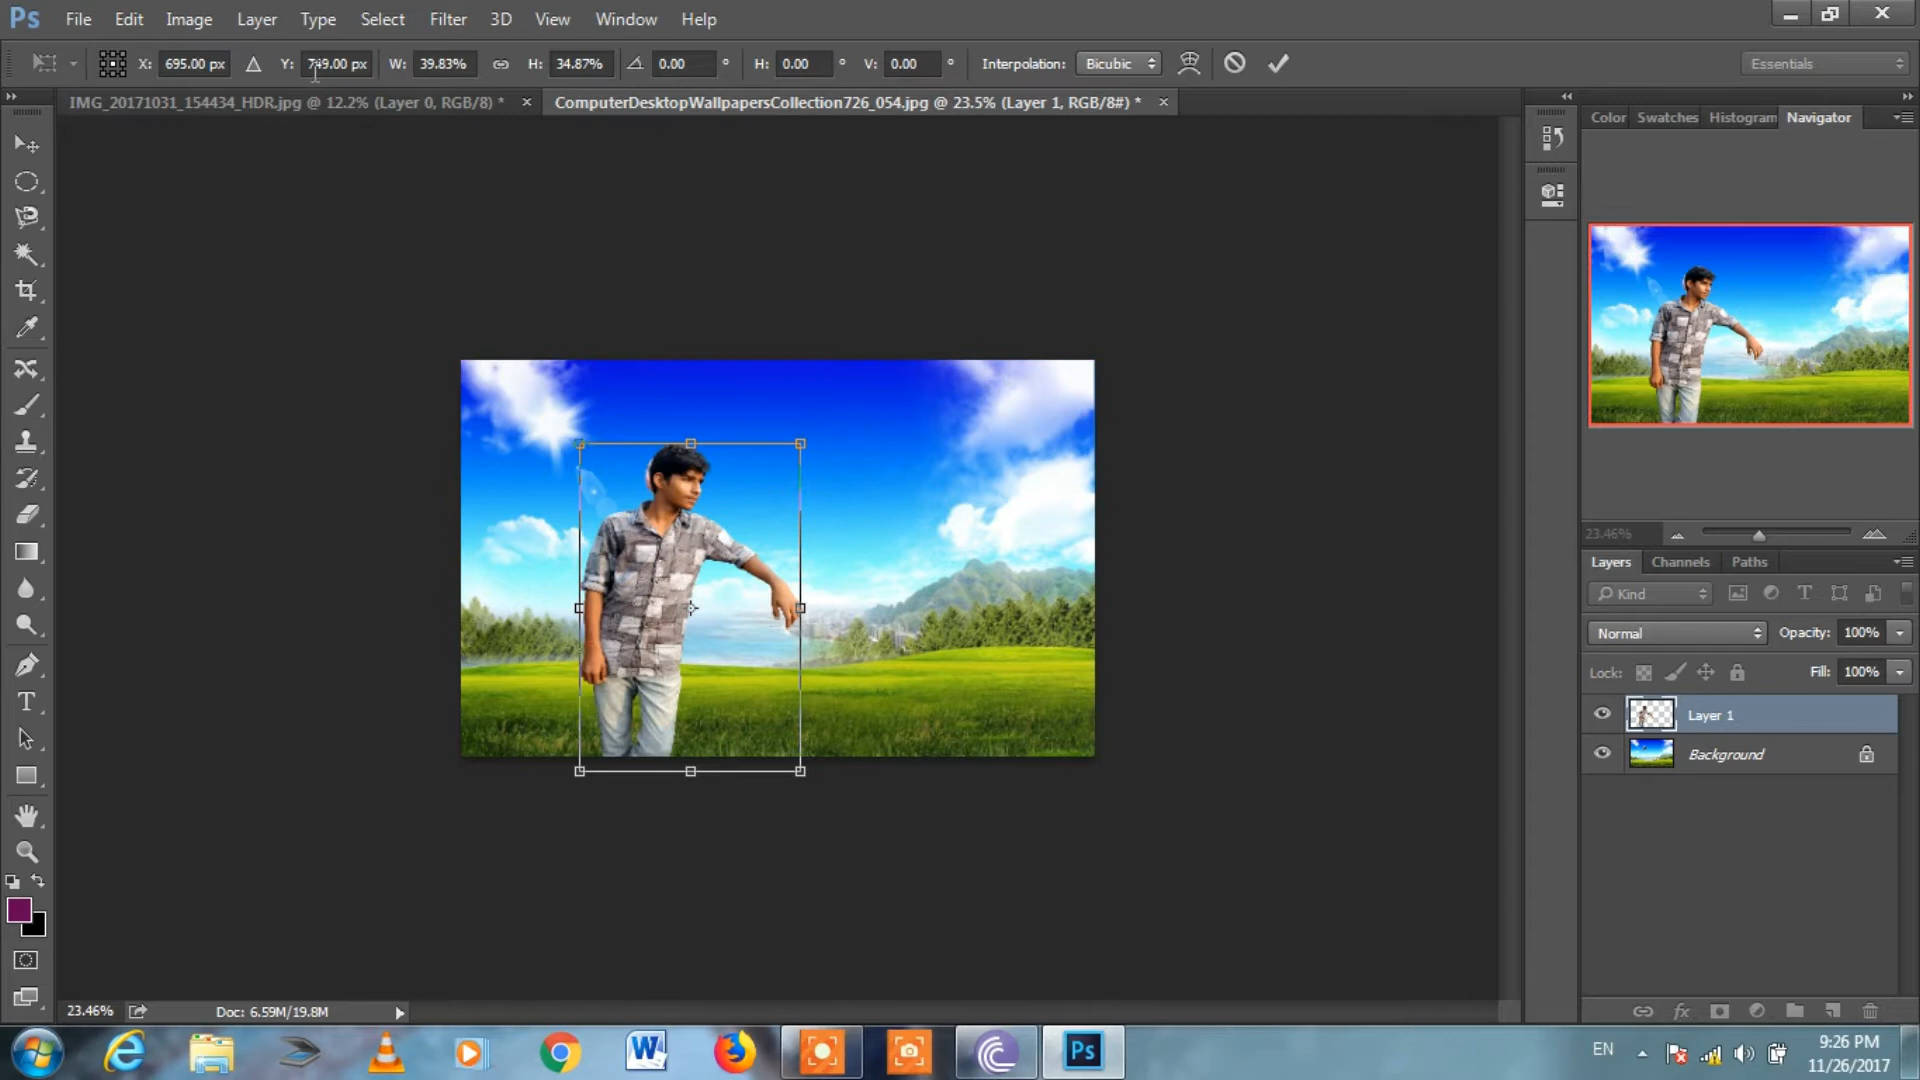 Ps File Edit Image Layer Type Select Filter 3D View Window Help
X: 695.00 px Y: 749.00 px W: 39.83% H: 34.87% 0.00 ° H: 0.00 ° V: 0.00 ° Interpolation: Bicubic Essentials
IMG_20171031_154434_HDR.jpg @ 12.2% (Layer 0, RGB/8) * × ComputerDesktopWallpapersCollection726_054.jpg @ 23.5% (Layer 1, RGB/8#) * ×
Color Swatches Histogram Navigator
23.46%
Layers Channels Paths
Kind
Normal Opacity: 100%
Lock: Fill: 100%
Layer 1
Background
23.46% Doc: 6.59M/19.8M
EN
9:26 PM
11/26/2017
Ps